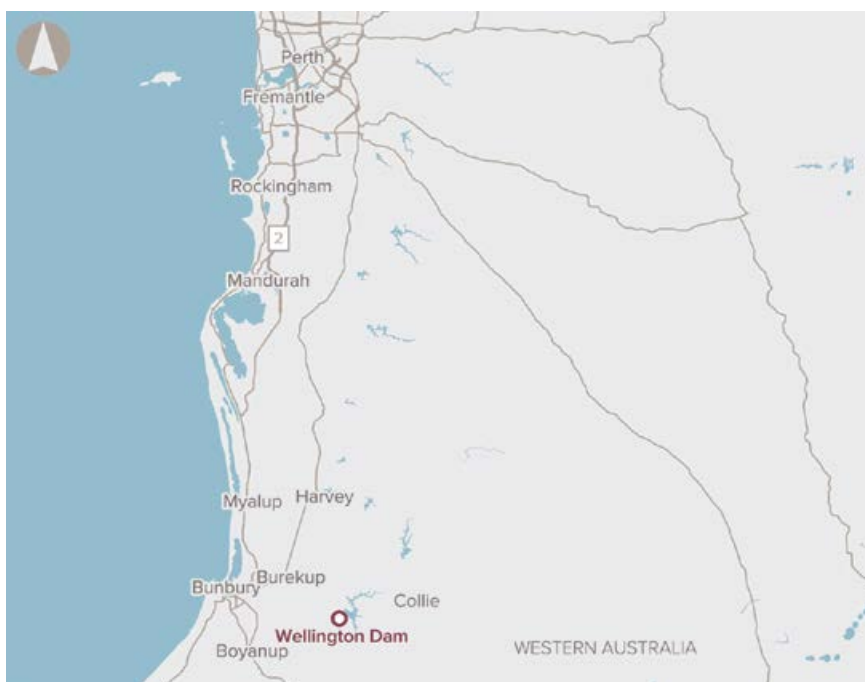 Perth
Fremantle
Rockingham
2
Mandurah
Myalup
Harvey
Bunbury
Burekup
Collie
Wellington Dam
Boyanup
WESTERN AUSTRALIA